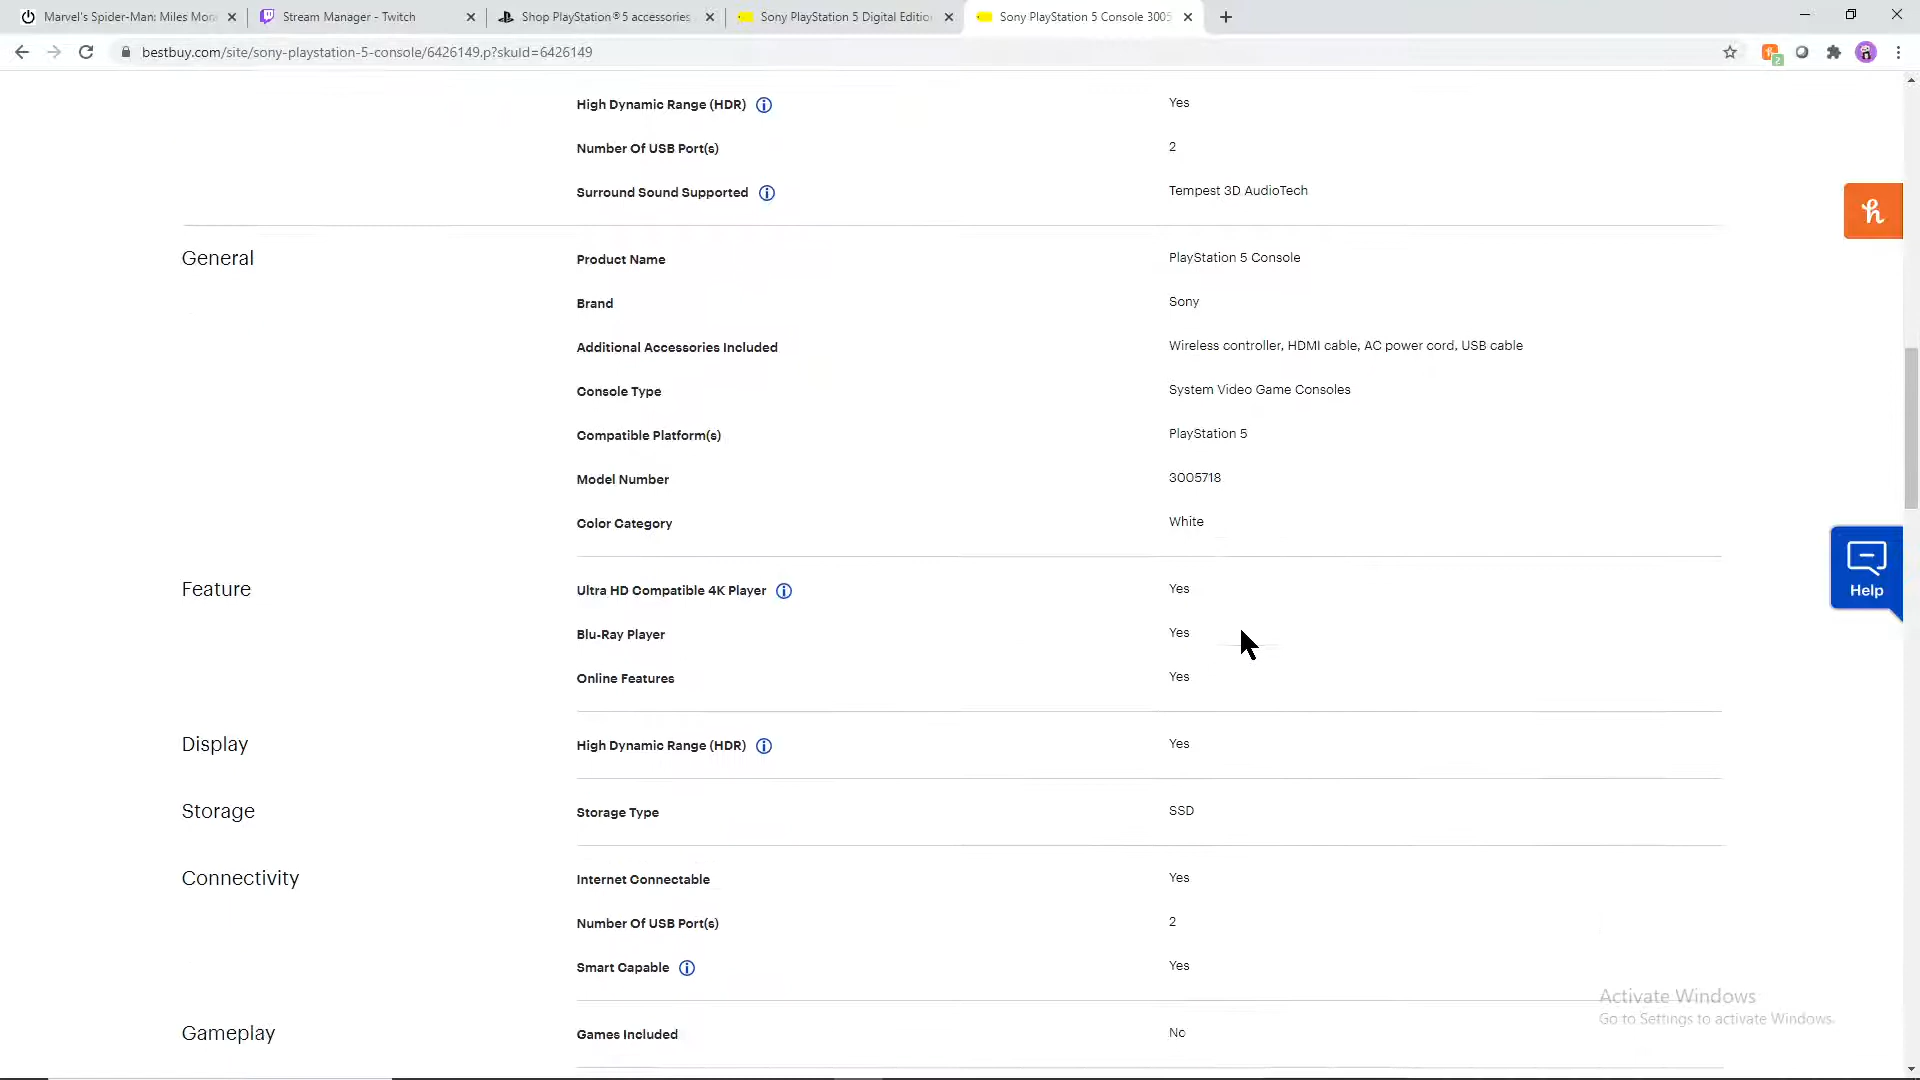 Marvel's Spider-Man: Miles Mor
Stream Manager - Twitch
Shop PlayStation®5 accessories
Sony PlayStation 5 Digital Editio
Sony PlayStation 5 Console 3005
bestbuy.com/site/sony-playstation-5-console/6426149.p?skuId=6426149
2
High Dynamic Range (HDR) Yes
Number Of USB Port(s) 2
Surround Sound Supported Tempest 3D AudioTech
h
General Product Name PlayStation 5 Console
Brand Sony
Additional Accessories Included Wireless controller, HDMI cable, AC power cord, USB cable
Console Type System Video Game Consoles
Compatible Platform(s) PlayStation 5
Model Number 3005718
Color Category White
Feature Ultra HD Compatible 4K Player Yes
Help
Blu-Ray Player Yes
Online Features Yes
Display High Dynamic Range (HDR) Yes
Storage Storage Type SSD
Connectivity Internet Connectable Yes
Number Of USB Port(s) 2
Smart Capable Yes
Activate Windows
Go to Settings to activate Windows.
Gameplay Games Included No